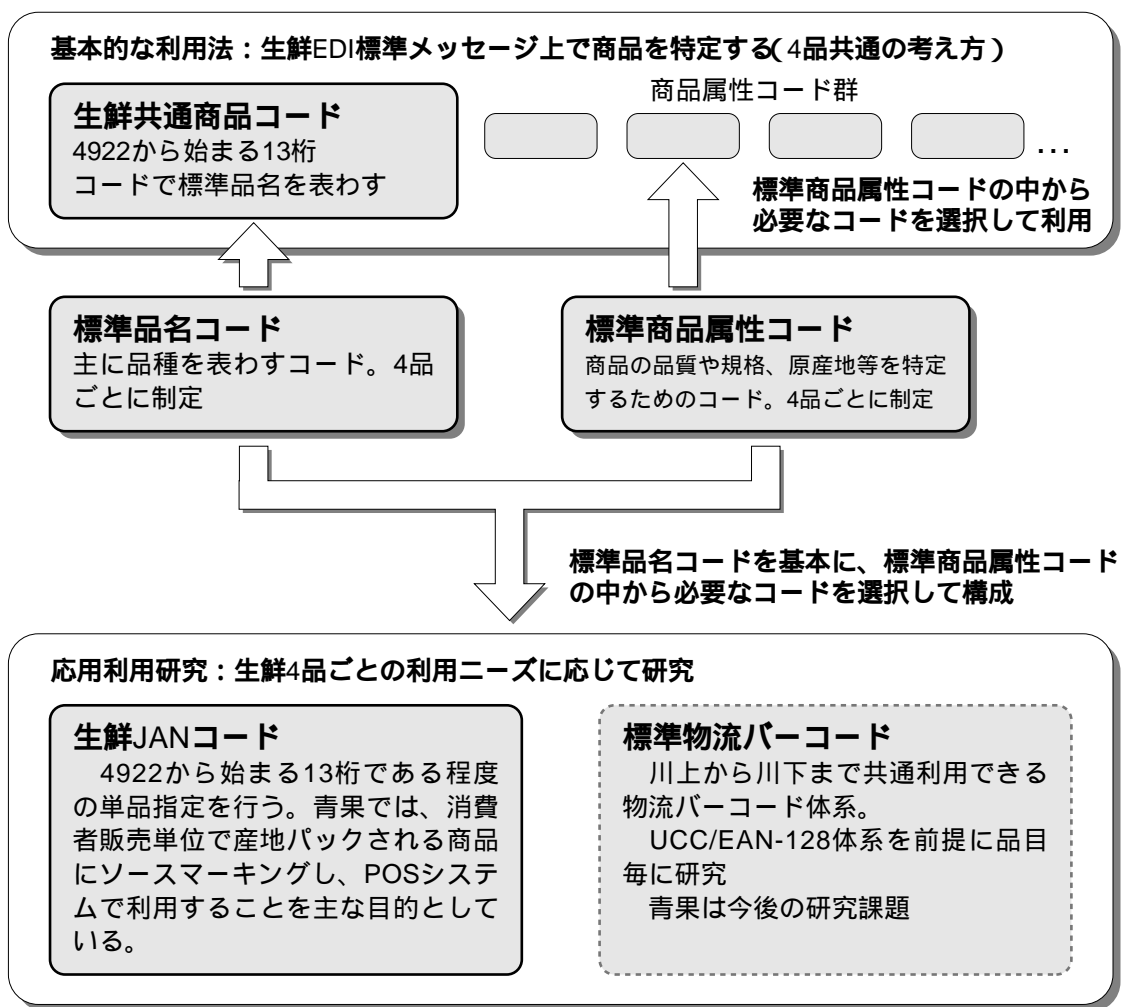 基本的な利用法：生鮮EDI標準メッセージ上で商品を特定する（4品共通の考え方）
商品属性コード群
生鮮共通商品コード
4922から始まる13桁
コードで標準品名を表わす
…
標準商品属性コードの中から
必要なコードを選択して利用
標準品名コード
主に品種を表わすコード。4品
ごとに制定
標準商品属性コード
商品の品質や規格、原産地等を特定
するためのコード。4品ごとに制定
標準品名コードを基本に、標準商品属性コード
の中から必要なコードを選択して構成
応用利用研究：生鮮4品ごとの利用ニーズに応じて研究
生鮮JANコード
4922から始まる13桁である程度
の単品指定を行う。青果では、消費
者販売単位で産地パックされる商品
にソースマーキングし、POSシステ
ムで利用することを主な目的として
いる。
標準物流バーコード
川上から川下まで共通利用できる
物流バーコード体系。
UCC/EAN-128体系を前提に品目
毎に研究
青果は今後の研究課題